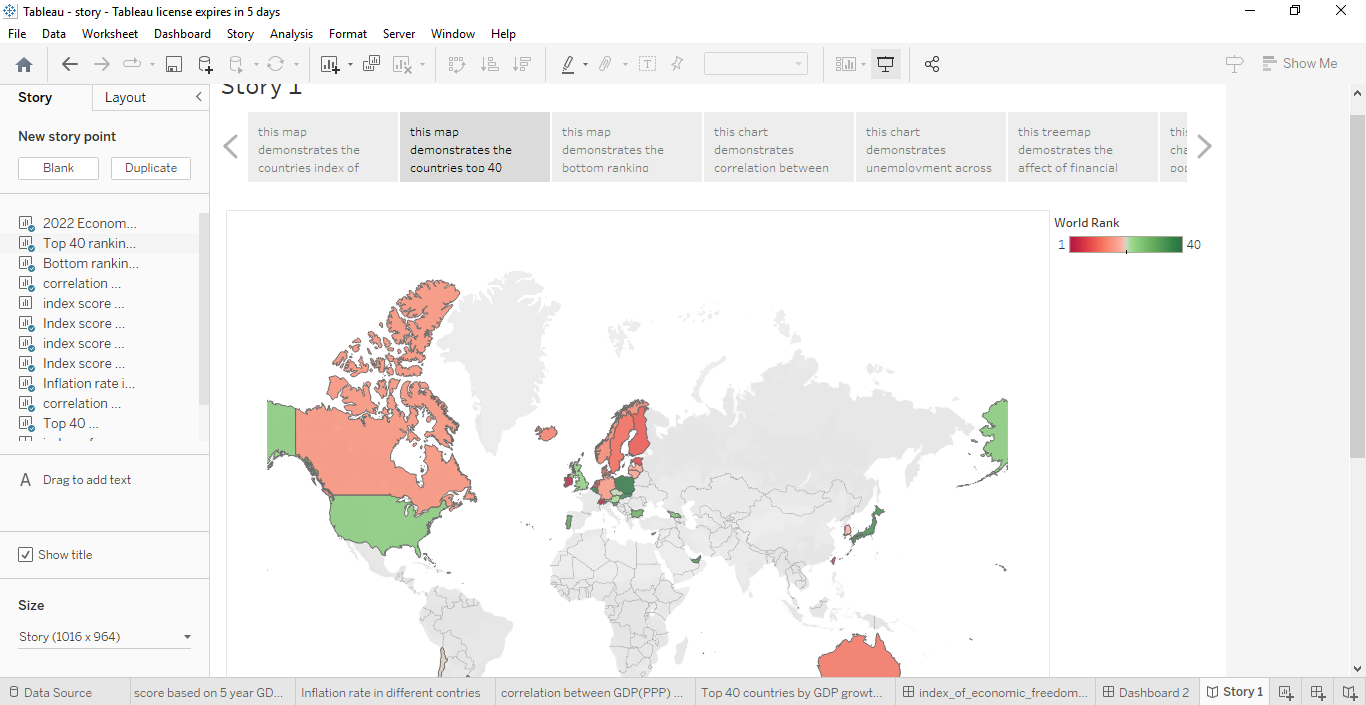 Tableau - story - Tableau license expires in 5 days
File Data Worksheet Dashboard Story Analysis Format Server Window Help
Show Me
Story Layout
Story 1
New story point
Blank Duplicate
this map
demonstrates the
countries index of
this map
demonstrates the
countries top 40
this map
demonstrates the
bottom ranking
this chart
demonstrates
correlation between
this chart
demonstrates
unemployment across
this treemap
demostrates the
affect of financial
2022 Econom...
Top 40 rankin...
Bottom rankin...
correlation ...
index score ...
Index score ...
index score ...
Index score ...
Inflation rate i...
correlation ...
Top 40 ...
World Rank
1 40
A Drag to add text
Show title
Size
Story (1016 x 964)
Data Source
score based on 5 year GD...
Inflation rate in different contries
correlation between GDP(PPP) ...
Top 40 countries by GDP growt...
index_of_economic_freedom...
Dashboard 2
Story 1